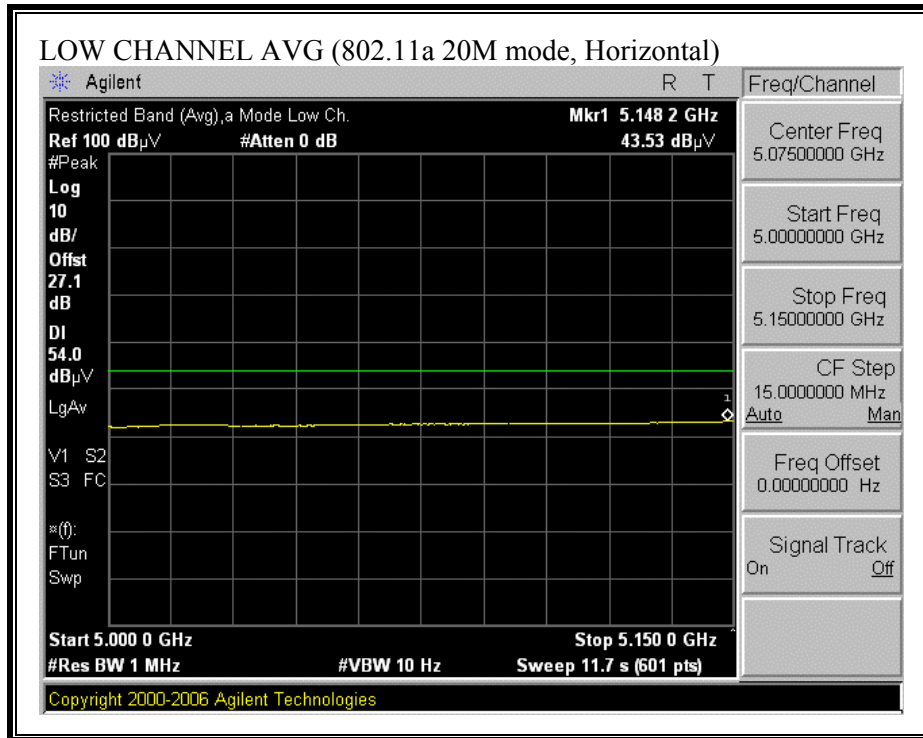 LOW CHANNEL AVG (802.11a 20M mode, Horizontal)
Agilent R T Freq/Channel
Restricted Band (Avg),a Mode Low Ch. Mkr1 5.148 2 GHz
Ref 100 dBµV #Atten 0 dB 43.53 dBµV
#Peak
Log
10
dB/
Offst
27.1
dB
DI
54.0
dBµV
LgAv
1
V1 S2
S3 FC
¤(f):
FTun
Swp
Start 5.000 0 GHz Stop 5.150 0 GHz
#Res BW 1 MHz #VBW 10 Hz Sweep 11.7 s (601 pts)
Copyright 2000-2006 Agilent Technologies
Center Freq
5.07500000 GHz
Start Freq
5.00000000 GHz
Stop Freq
5.15000000 GHz
CF Step
15.0000000 MHz
Auto Man
Freq Offset
0.00000000 Hz
Signal Track
On Off